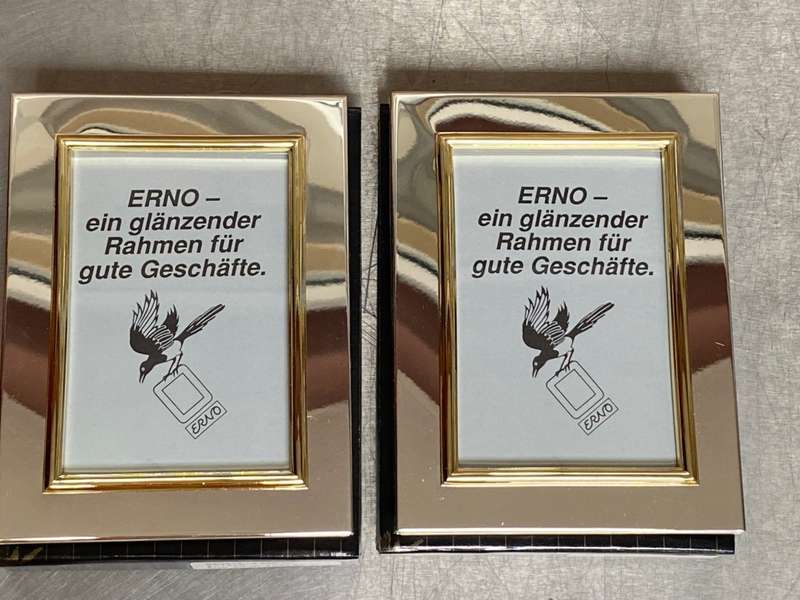 ERNO –
ein glänzender
Rahmen für
gute Geschäfte.
ERNO
ERNO –
ein glänzender
Rahmen für
gute Geschäfte.
ERNO